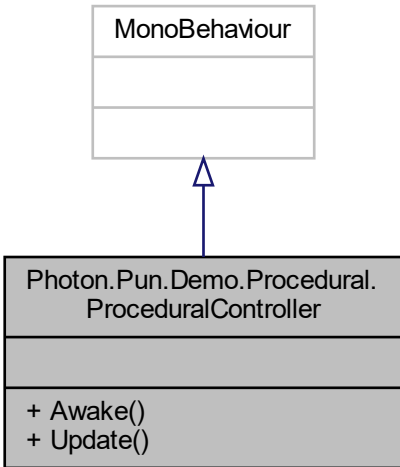 MonoBehaviour
Photon.Pun.Demo.Procedural.
ProceduralController
+ Awake()
+ Update()